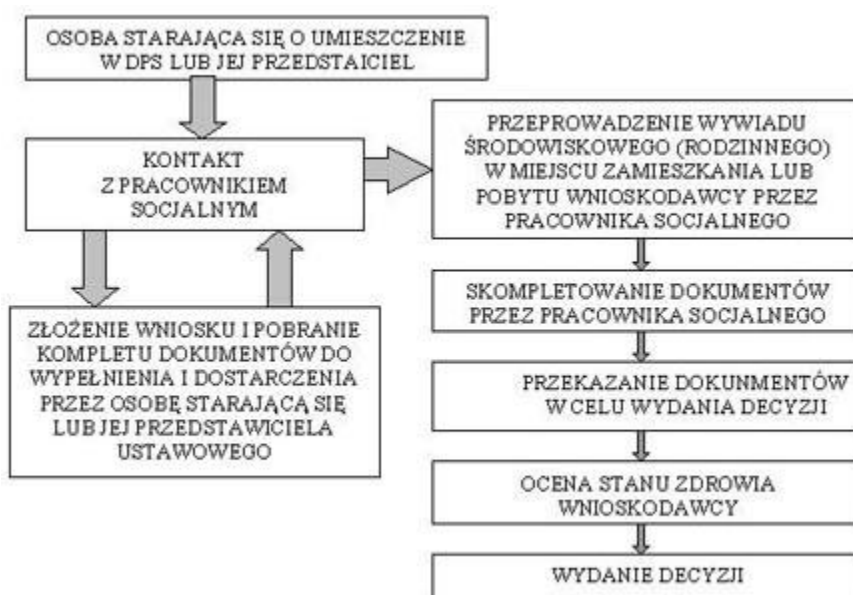 OSOBA STARAJĄCA SIĘ O UMIESZCZENIE
W DPS LUB JEJ PRZEDSTAICIEL
KONTAKT
Z PRACOWNIKIEM
SOCJALNYM
ZŁOŻENIE WNIOSKU I POBRANIE
KOMPLETU DOKUMENTÓW DO
WYPEŁNIENIA I DOSTARCZENIA
PRZEZ OSOBĘ STARAJĄCĄ SIĘ
LUB JEJ PRZEDSTAWICIELA
USTAWOWEGO
PRZEPROWADZENIE WYWIADU
ŚRODOWISKOWEGO (RODZINNEGO)
W MIEJSCU ZAMIESZKANIA LUB
POBYTU WNIOSKODAWCY PRZEZ
PRACOWNIKA SOCJALNEGO
SKOMPLETOWANIE DOKUMENTÓW
PRZEZ PRACOWNIKA SOCJALNEGO
PRZEKAZANIE DOKUNMENTÓW
W CELU WYDANIA DECYZJI
OCENA STANU ZDROWIA
WNIOSKODAWCY
WYDANIE DECYZJI